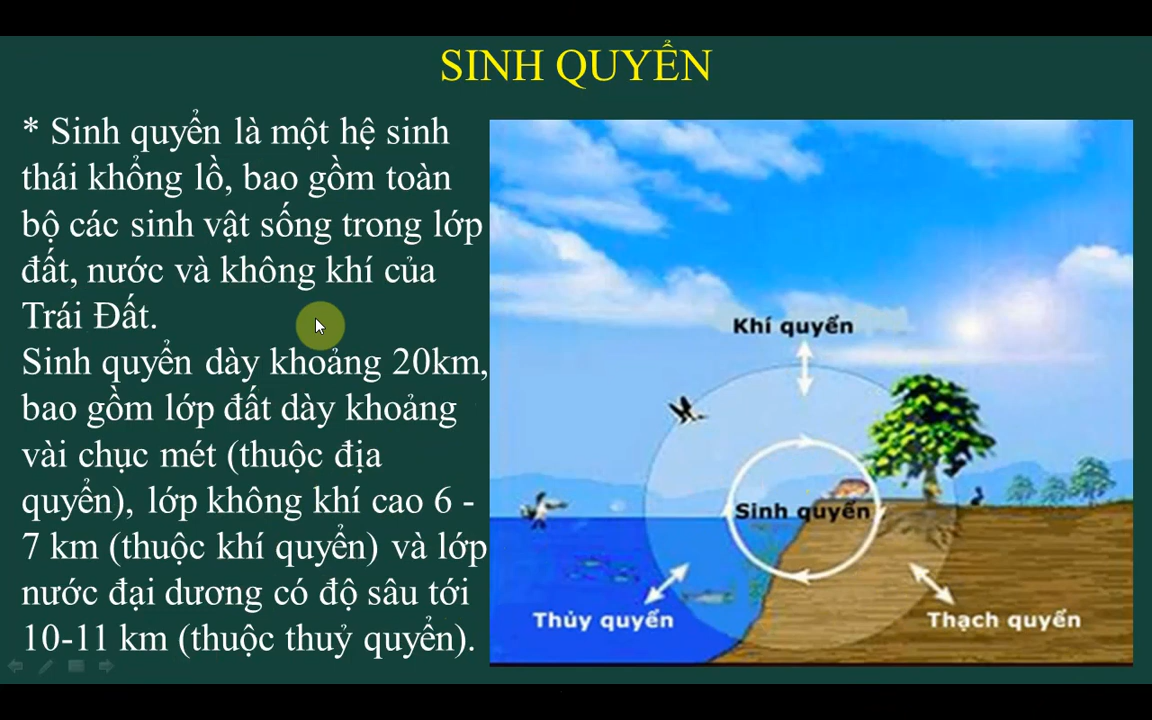 SINH QUYỂN
* Sinh quyển là một hệ sinh
thái khổng lồ, bao gồm toàn
bộ các sinh vật sống trong lớp
đất, nước và không khí của
Trái Đất.
Sinh quyển dày khoảng 20km,
bao gồm lớp đất dày khoảng
vài chục mét (thuộc địa
quyển), lớp không khí cao 6 -
7 km (thuộc khí quyển) và lớp
nước đại dương có độ sâu tới
10-11 km (thuộc thuỷ quyển).
Khí quyển
Sinh quyển
Thủy quyển
Thạch quyển